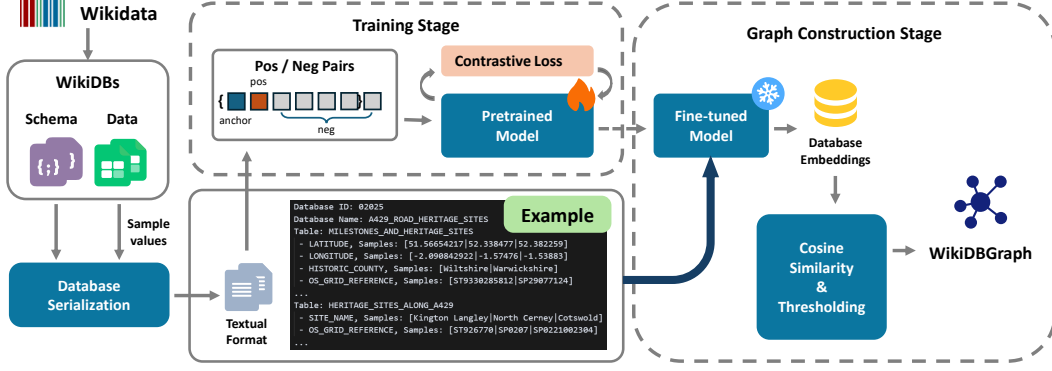 Wikidata
WikiDBs
Schema
Data
{;}
}
Sample
values
Database
Serialization
Training Stage
Pos / Neg Pairs
pos
{
}
anchor
neg
Contrastive Loss
Pretrained
Model
Textual
Format
Example
Database ID: 02025
Database Name: A429_ROAD_HERITAGE_SITES
Table: MILESTONES_AND_HERITAGE_SITES
- LATITUDE, Samples: [51.56654217|52.338477|52.382259]
- LONGITUDE, Samples: [-2.090842922|-1.57476|-1.53883]
- HISTORIC_COUNTY, Samples: [Wiltshire|Warwickshire]
- OS_GRID_REFERENCE, Samples: [ST9330285812|SP29077124]
...
Table: HERITAGE_SITES_ALONG_A429
- SITE_NAME, Samples: [Kington Langley|North Cerney|Cotswold]
- OS_GRID_REFERENCE, Samples: [ST926770|SP0207|SP0221002304]
...
Graph Construction Stage
Fine-tuned
Model
Database
Embeddings
Cosine
Similarity
&
Thresholding
WikiDBGraph